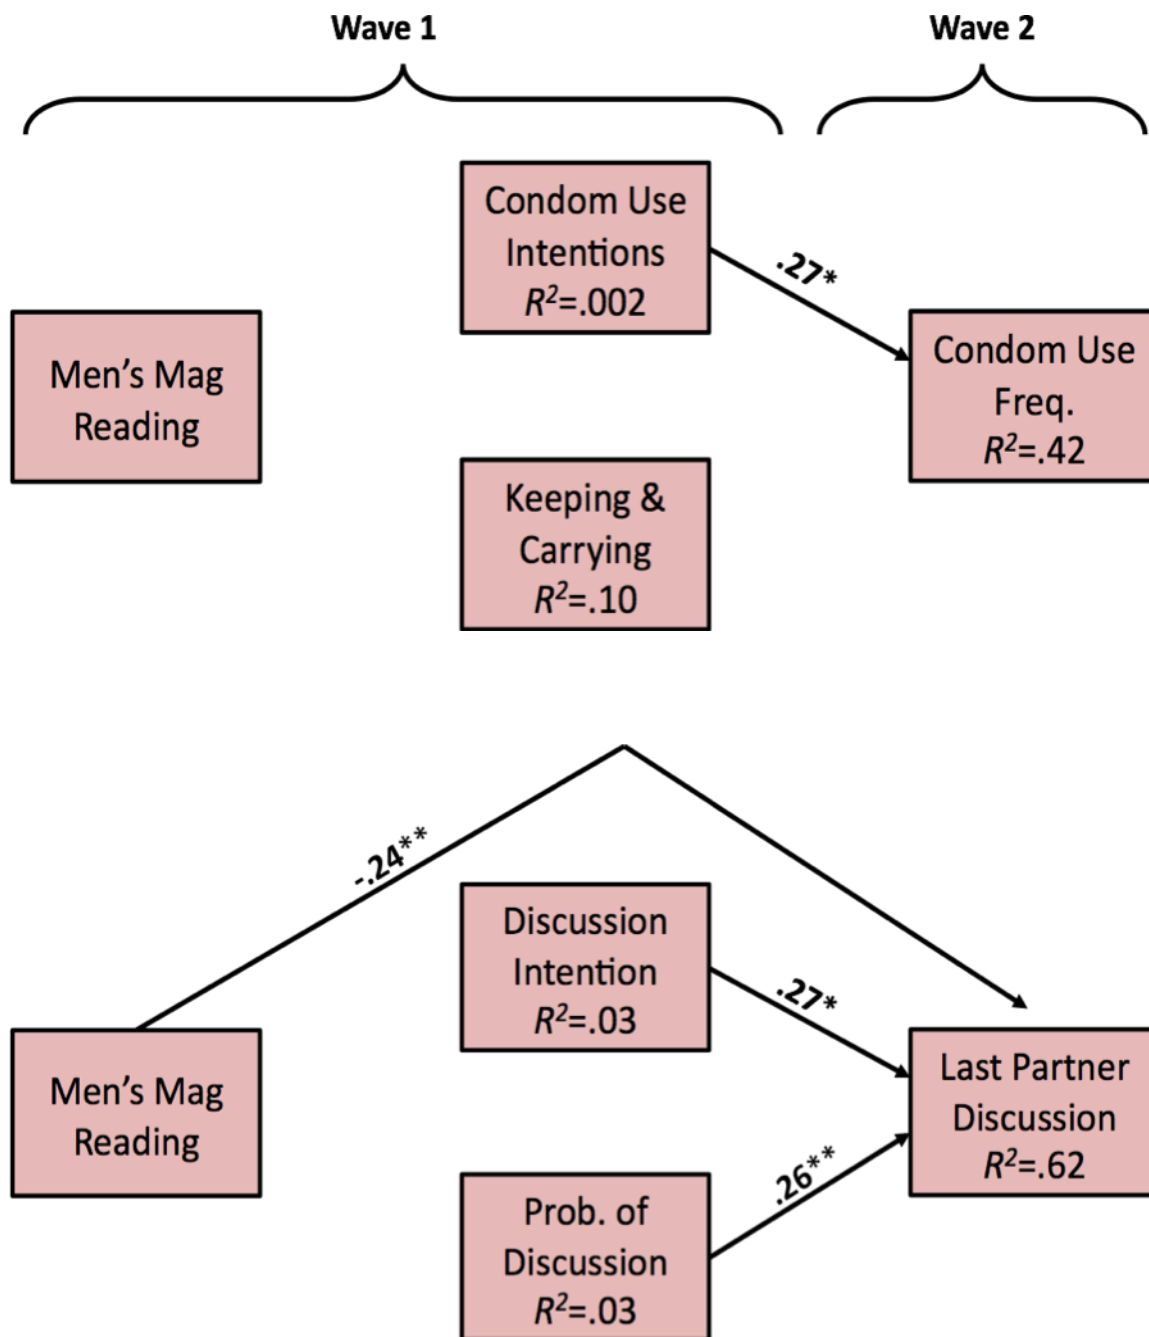 Wave 1
Wave 2
Condom Use
Intentions
R²=.002
.27*
Men's Mag
Reading
Condom Use
Freq.
R²=.42
Keeping &
Carrying
R²=.10
-.24**
Discussion
Intention
R²=.03
.27*
Men's Mag
Reading
Last Partner
Discussion
R²=.62
.26**
Prob. of
Discussion
R²=.03